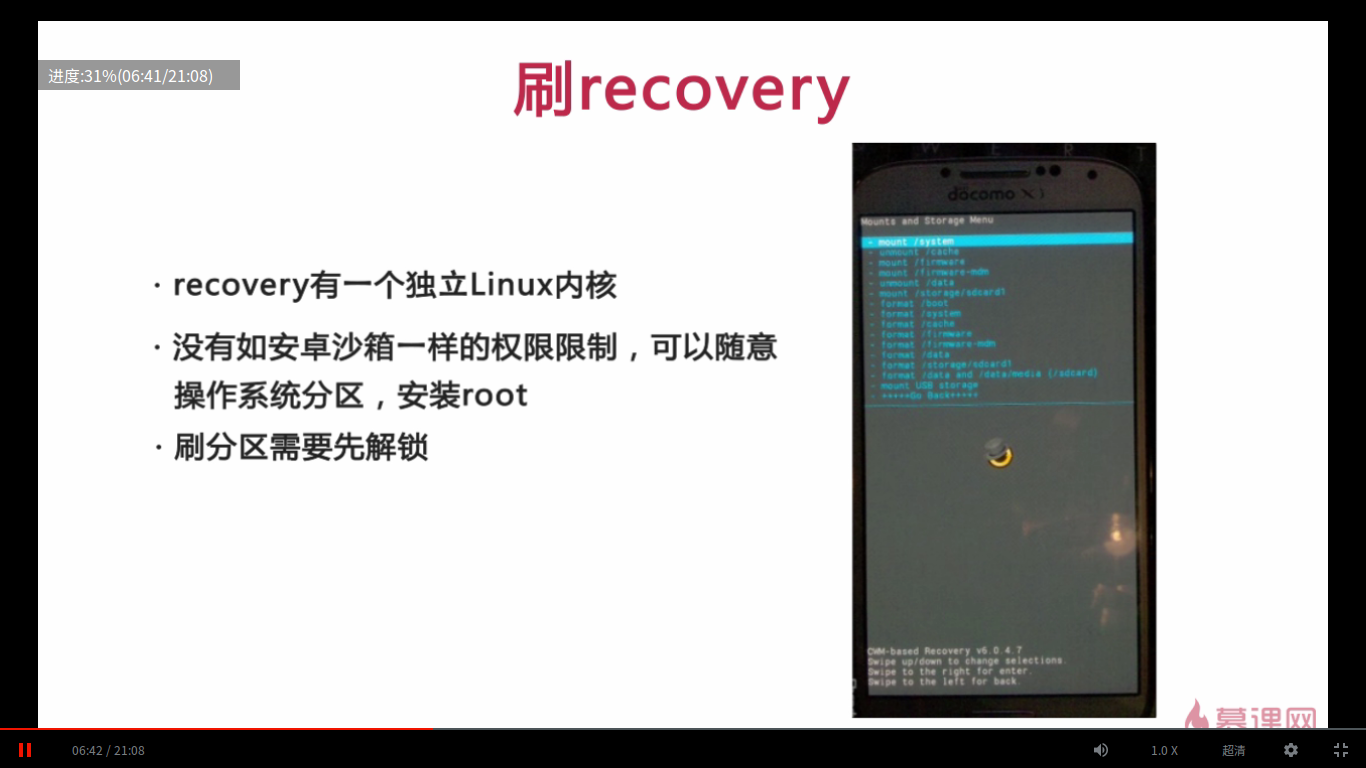 进度:31%(06:41/21:08)
刷recovery
· recovery有一个独立Linux内核
· 没有如安卓沙箱一样的权限限制，可以随意
操作系统分区，安装root
· 刷分区需要先解锁
W E R T
docomo
Mounts and Storage Menu
- mount /system
- unmount /cache
- mount /firmware
- mount /firmware-mdm
- unmount /data
- mount /storage/sdcard1
- format /boot
- format /system
- format /cache
- format /firmware
- format /firmware-mdm
- format /data
- format /storage/sdcard1
- format /data and /data/media (/sdcard)
- mount USB storage
- +++++Go Back+++++
CWM-based Recovery v6.0.4.7
Swipe up/down to change selections.
Swipe to the right for enter.
Swipe to the left for back.
慕课网
06:42 / 21:08
1.0 X
超清